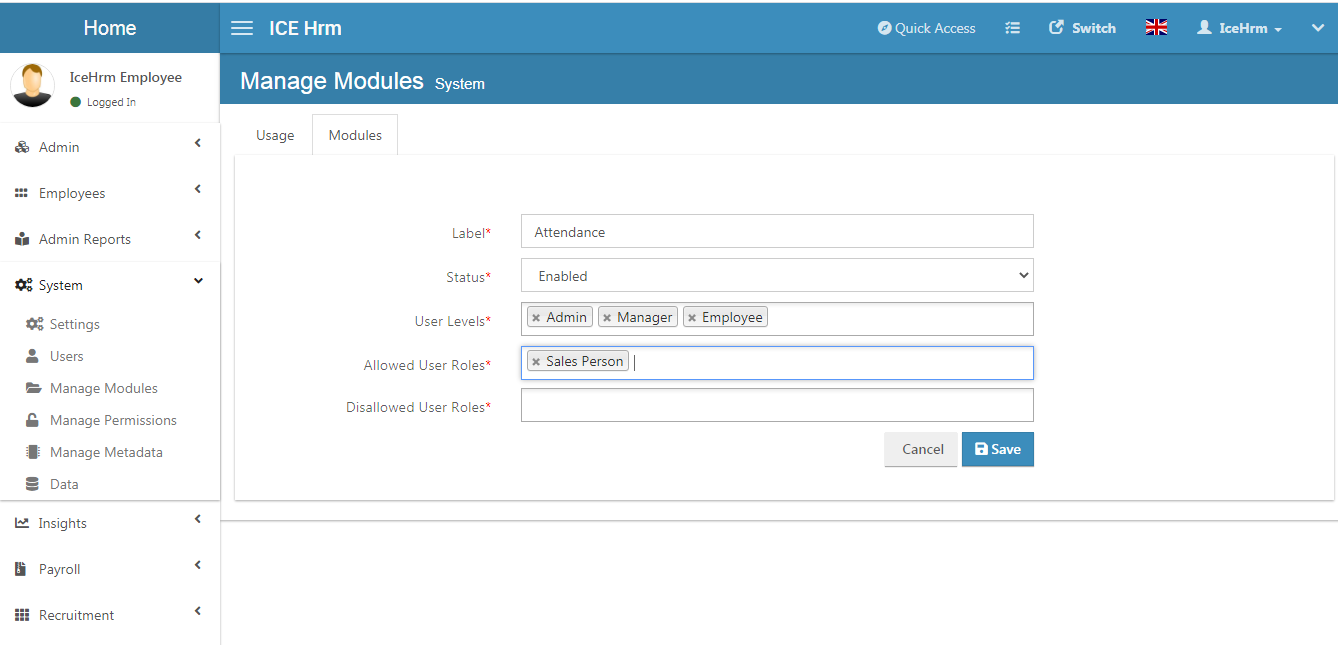 Home
ICE Hrm
Quick Access
Switch
IceHrm
IceHrm Employee
Logged In
Manage Modules System
Admin
Employees
Admin Reports
System
Settings
Users
Manage Modules
Manage Permissions
Manage Metadata
Data
Insights
Payroll
Recruitment
Usage
Modules
Label* Attendance
Status* Enabled
User Levels* × Admin × Manager × Employee
Allowed User Roles* × Sales Person
Disallowed User Roles*
Cancel Save